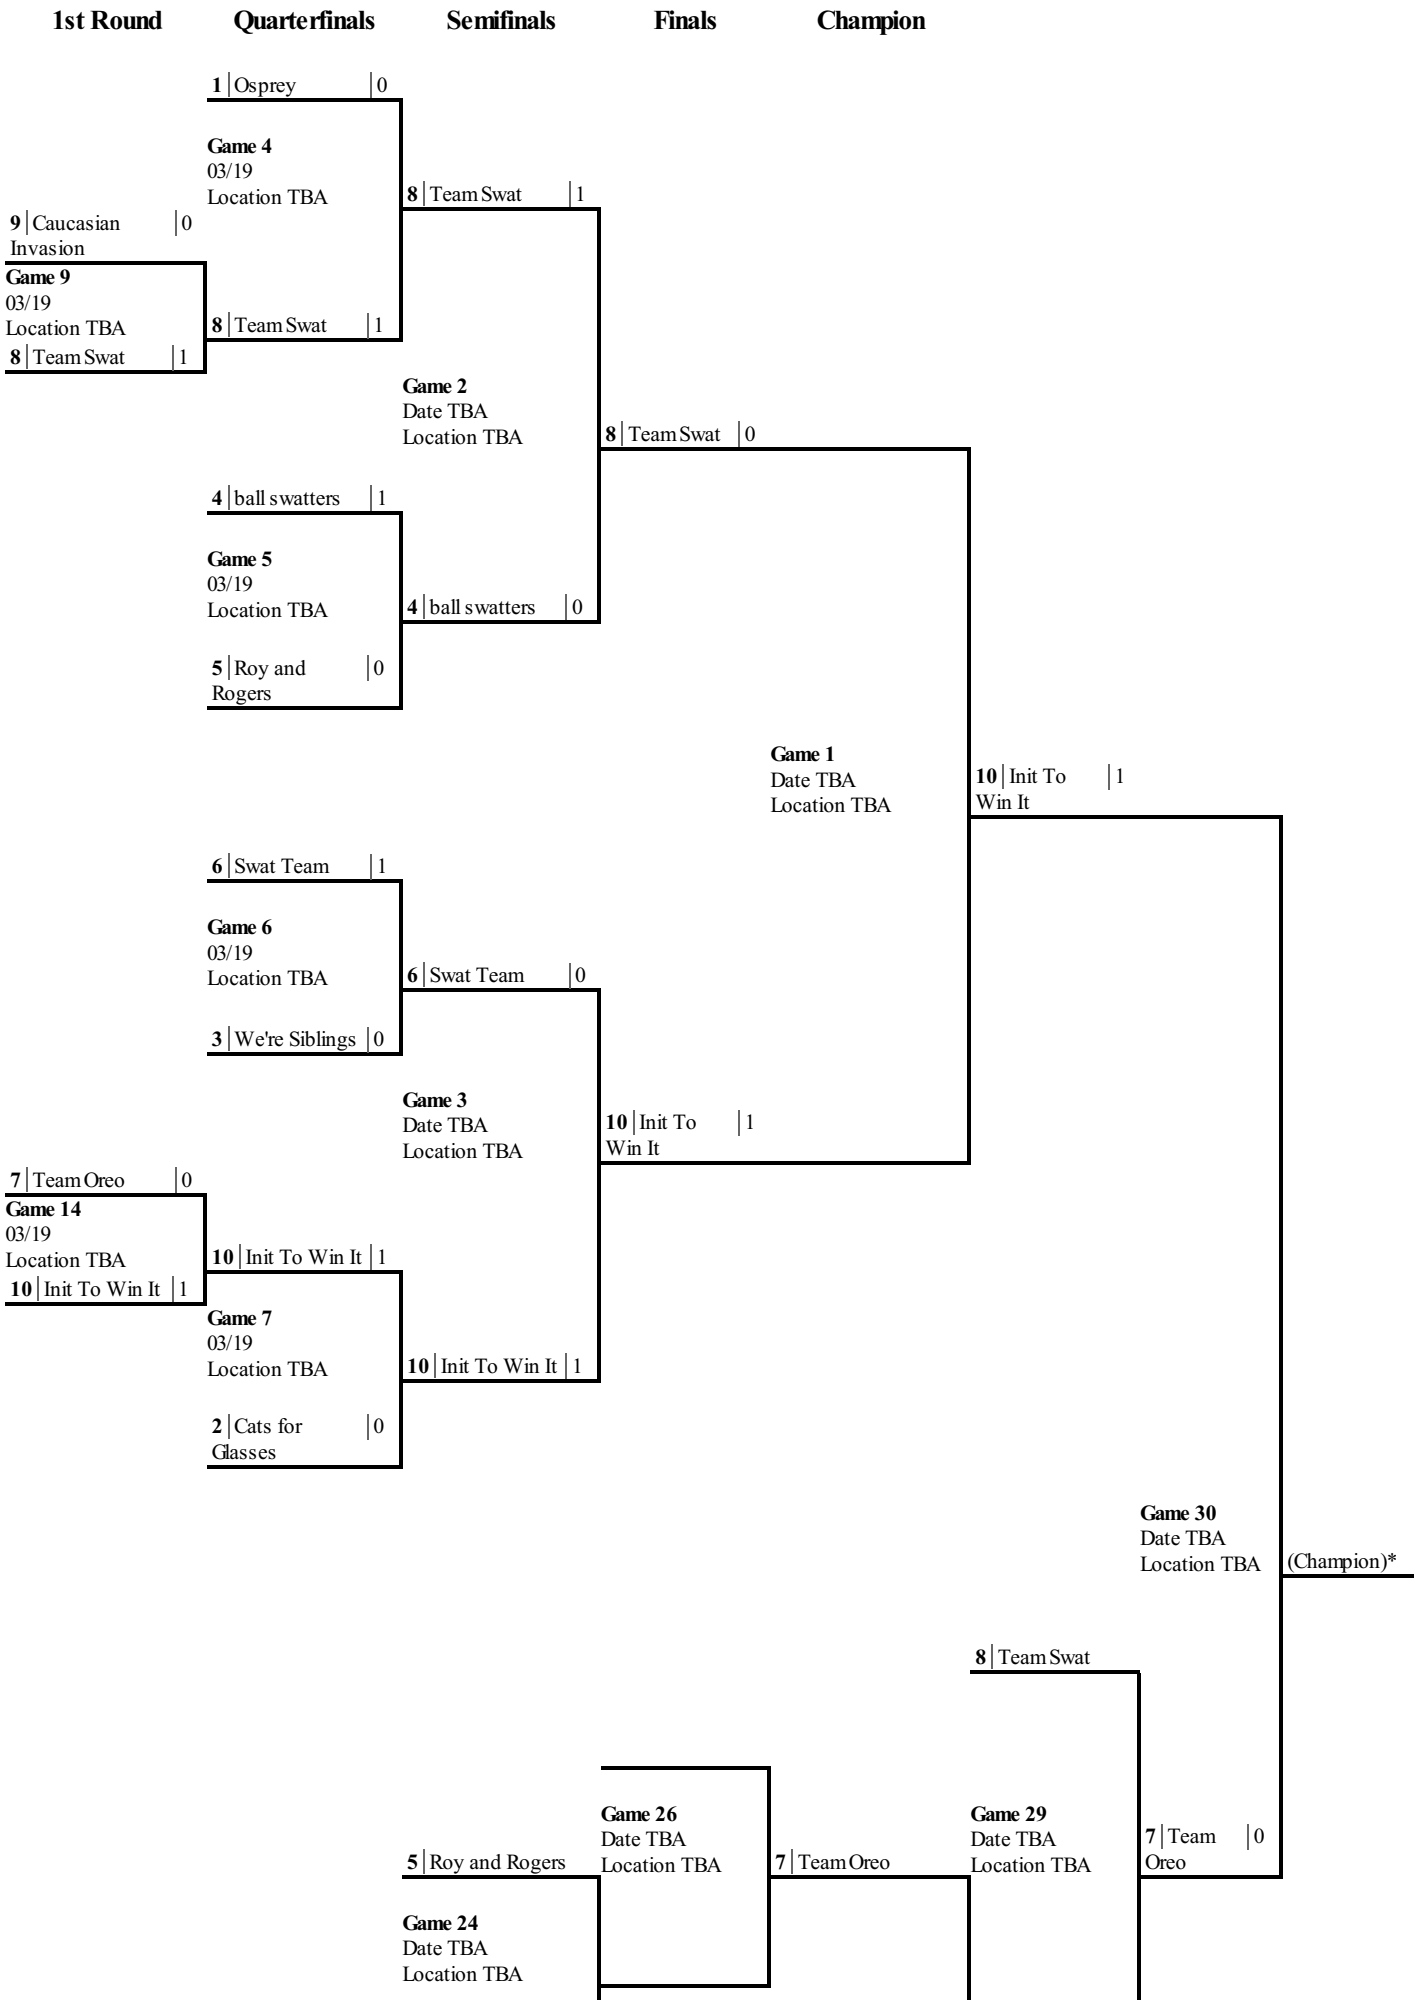 1st Round Quarterfinals Semifinals Finals Champion
1 Osprey 0
Game 4
03/19
Location TBA
8 Team Swat 1
9 Caucasian 0
Invasion
Game 9
03/19
Location TBA
8 Team Swat 1
8 Team Swat 1
Game 2
Date TBA
Location TBA
8 Team Swat 0
4 ball swatters 1
Game 5
03/19
Location TBA
4 ball swatters 0
5 Roy and 0
Rogers
Game 1
Date TBA
Location TBA
10 Init To 1
Win It
6 Swat Team 1
Game 6
03/19
Location TBA
6 Swat Team 0
3 We're Siblings 0
Game 3
Date TBA
Location TBA
10 Init To 1
Win It
7 Team Oreo 0
Game 14
03/19
Location TBA
10 Init To Win It 1
10 Init To Win It 1
Game 7
03/19
Location TBA
10 Init To Win It 1
2 Cats for 0
Glasses
Game 30
Date TBA
Location TBA
(Champion)*
8 Team Swat
Game 26
Date TBA
Location TBA
Game 29
Date TBA
Location TBA
7 Team 0
Oreo
5 Roy and Rogers
7 Team Oreo
Game 24
Date TBA
Location TBA